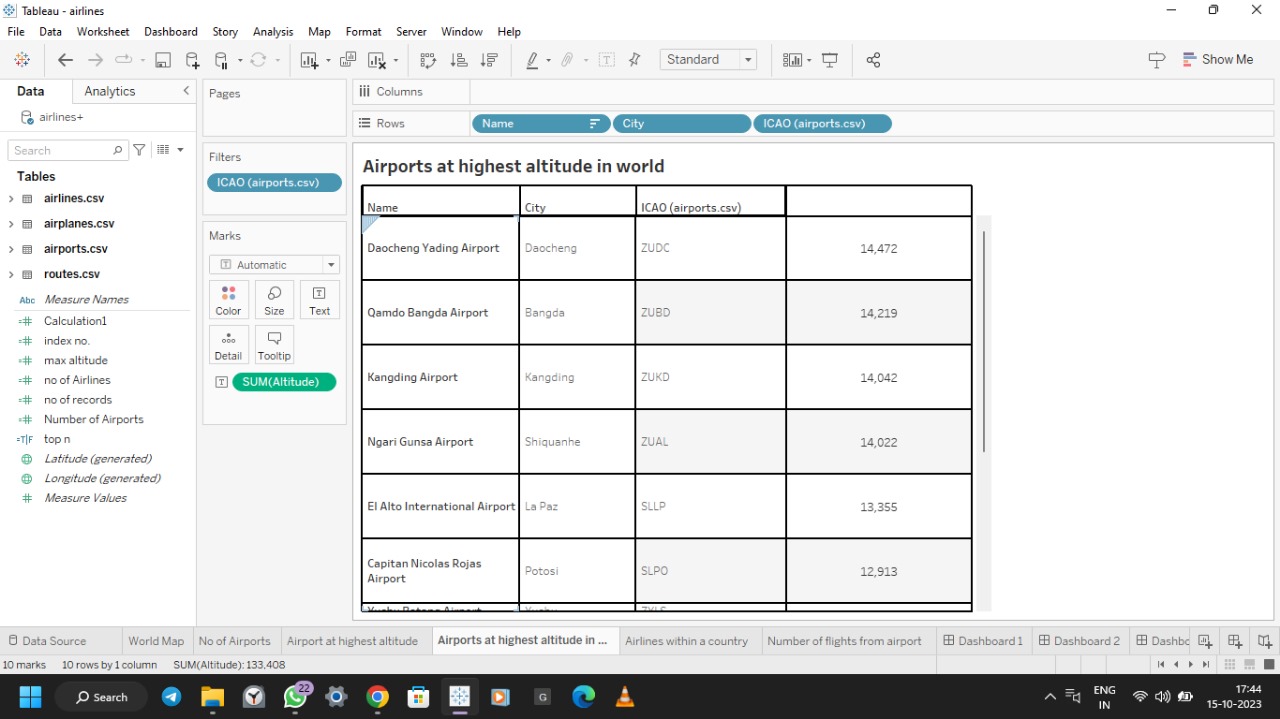 Tableau - airlines
File Data Worksheet Dashboard Story Analysis Map Format Server Window Help
Standard
Show Me
Data Analytics
airlines+
Search
Tables
airlines.csv
airplanes.csv
airports.csv
routes.csv
Abc Measure Names
Calculation1
index no.
max altitude
no of Airlines
no of records
Number of Airports
=T|F top n
Latitude (generated)
Longitude (generated)
Measure Values
Pages
Filters
ICAO (airports.csv)
Marks
Automatic
Color Size Text
Detail Tooltip
SUM(Altitude)
Columns
Rows Name City ICAO (airports.csv)
Airports at highest altitude in world
Name City ICAO (airports.csv)
Daocheng Yading Airport Daocheng ZUDC 14,472
Qamdo Bangda Airport Bangda ZUBD 14,219
Kangding Airport Kangding ZUKD 14,042
Ngari Gunsa Airport Shiquanhe ZUAL 14,022
El Alto International Airport La Paz SLLP 13,355
Capitan Nicolas Rojas
Airport Potosi SLPO 12,913
Data Source World Map No of Airports Airport at highest altitude Airports at highest altitude in ... Airlines within a country Number of flights from airport Dashboard 1 Dashboard 2 Dashbc
10 marks 10 rows by 1 column SUM(Altitude): 133,408
Search
22
G
ENG
IN
17:44
15-10-2023